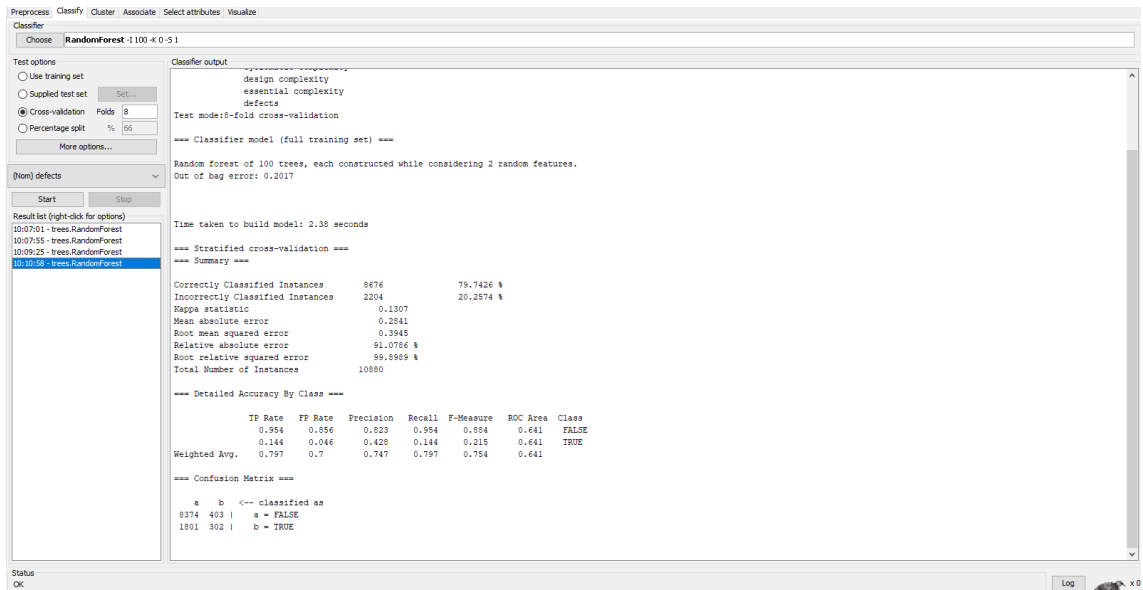 Preprocess Classify Cluster Associate Select attributes Visualize
Classifier
Choose RandomForest -I 100 -K 0 -S 1
Test options
Use training set
Supplied test set Set...
Cross-validation Folds 8
Percentage split % 66
More options...
(Nom) defects
Start Stop
Result list (right-click for options)
10:07:01 - trees.RandomForest
10:07:55 - trees.RandomForest
10:09:25 - trees.RandomForest
10:10:58 - trees.RandomForest
Classifier output
design complexity
essential complexity
defects
Test mode:8-fold cross-validation
=== Classifier model (full training set) ===
Random forest of 100 trees, each constructed while considering 2 random features.
Out of bag error: 0.2017
Time taken to build model: 2.38 seconds
=== Stratified cross-validation ===
=== Summary ===
Correctly Classified Instances 8676 79.7426 %
Incorrectly Classified Instances 2204 20.2574 %
Kappa statistic 0.1307
Mean absolute error 0.2841
Root mean squared error 0.3945
Relative absolute error 91.0786 %
Root relative squared error 99.8989 %
Total Number of Instances 10880
=== Detailed Accuracy By Class ===
TP Rate FP Rate Precision Recall F-Measure ROC Area Class
0.954 0.856 0.823 0.954 0.884 0.641 FALSE
0.144 0.046 0.428 0.144 0.215 0.641 TRUE
Weighted Avg. 0.797 0.7 0.747 0.797 0.754 0.641
=== Confusion Matrix ===
a b <-- classified as
8374 403 | a = FALSE
1801 302 | b = TRUE
Status
OK
Log
x 0